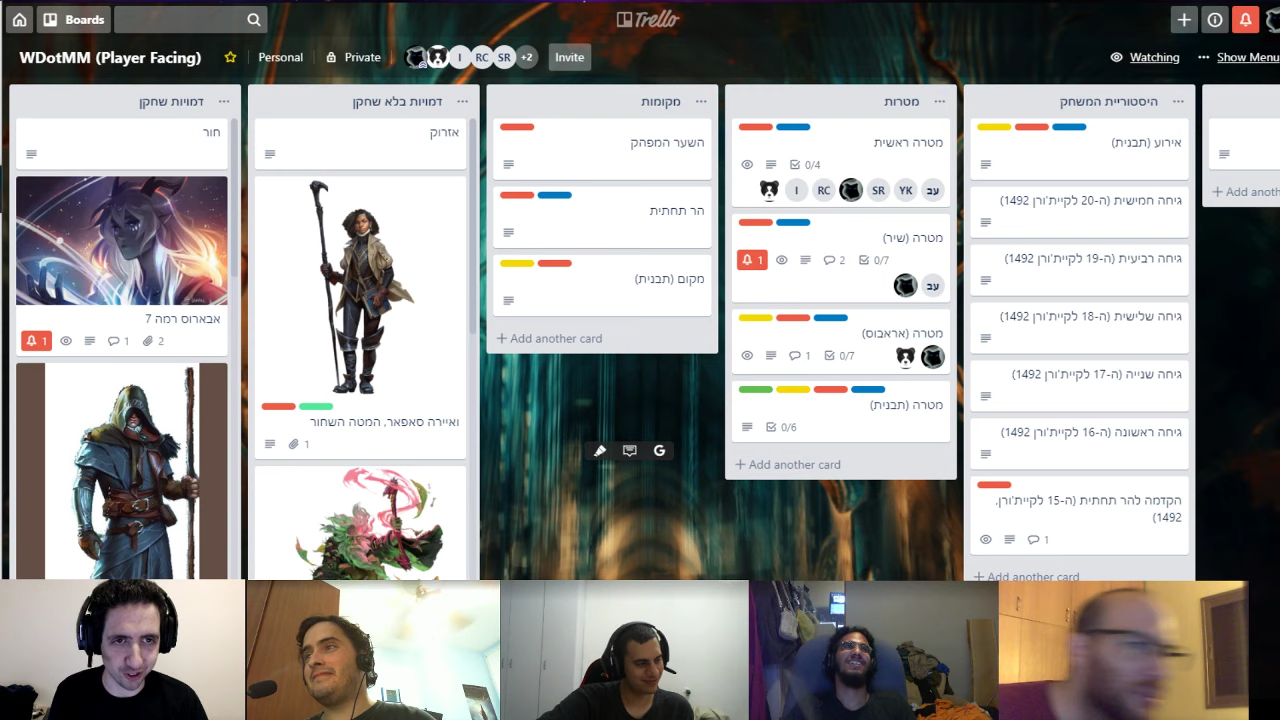 Boards
Trello
WDotMM (Player Facing)
Personal
Private
I
RC
SR
+2
Invite
Watching
Show Menu
דמויות שחקן
חור
אבארוס רמה 7
1
1
2
דמויות בלא שחקן
אזרוק
ואיירה סאפאר, המטה השחור
1
מקומות
השער המפהק
הר תחתית
מקום (תבנית)
+ Add another card
מטרות
מטרה ראשית
0/4
I
RC
SR
YK
עב
מטרה (שיר)
1
2
0/7
עב
מטרה (אראבוס)
1
0/7
מטרה (תבנית)
0/6
+ Add another card
היסטוריית המשחק
אירוע (תבנית)
גיחה חמישית (ה-20 לקיית'ורן 1492)
גיחה רביעית (ה-19 לקיית'ורן 1492)
גיחה שלישית (ה-18 לקיית'ורן 1492)
גיחה שנייה (ה-17 לקיית'ורן 1492)
גיחה ראשונה (ה-16 לקיית'ורן 1492)
הקדמה להר תחתית (ה-15 לקיית'ורן,
1492)
1
+ Add another card
+ Add anoth
G